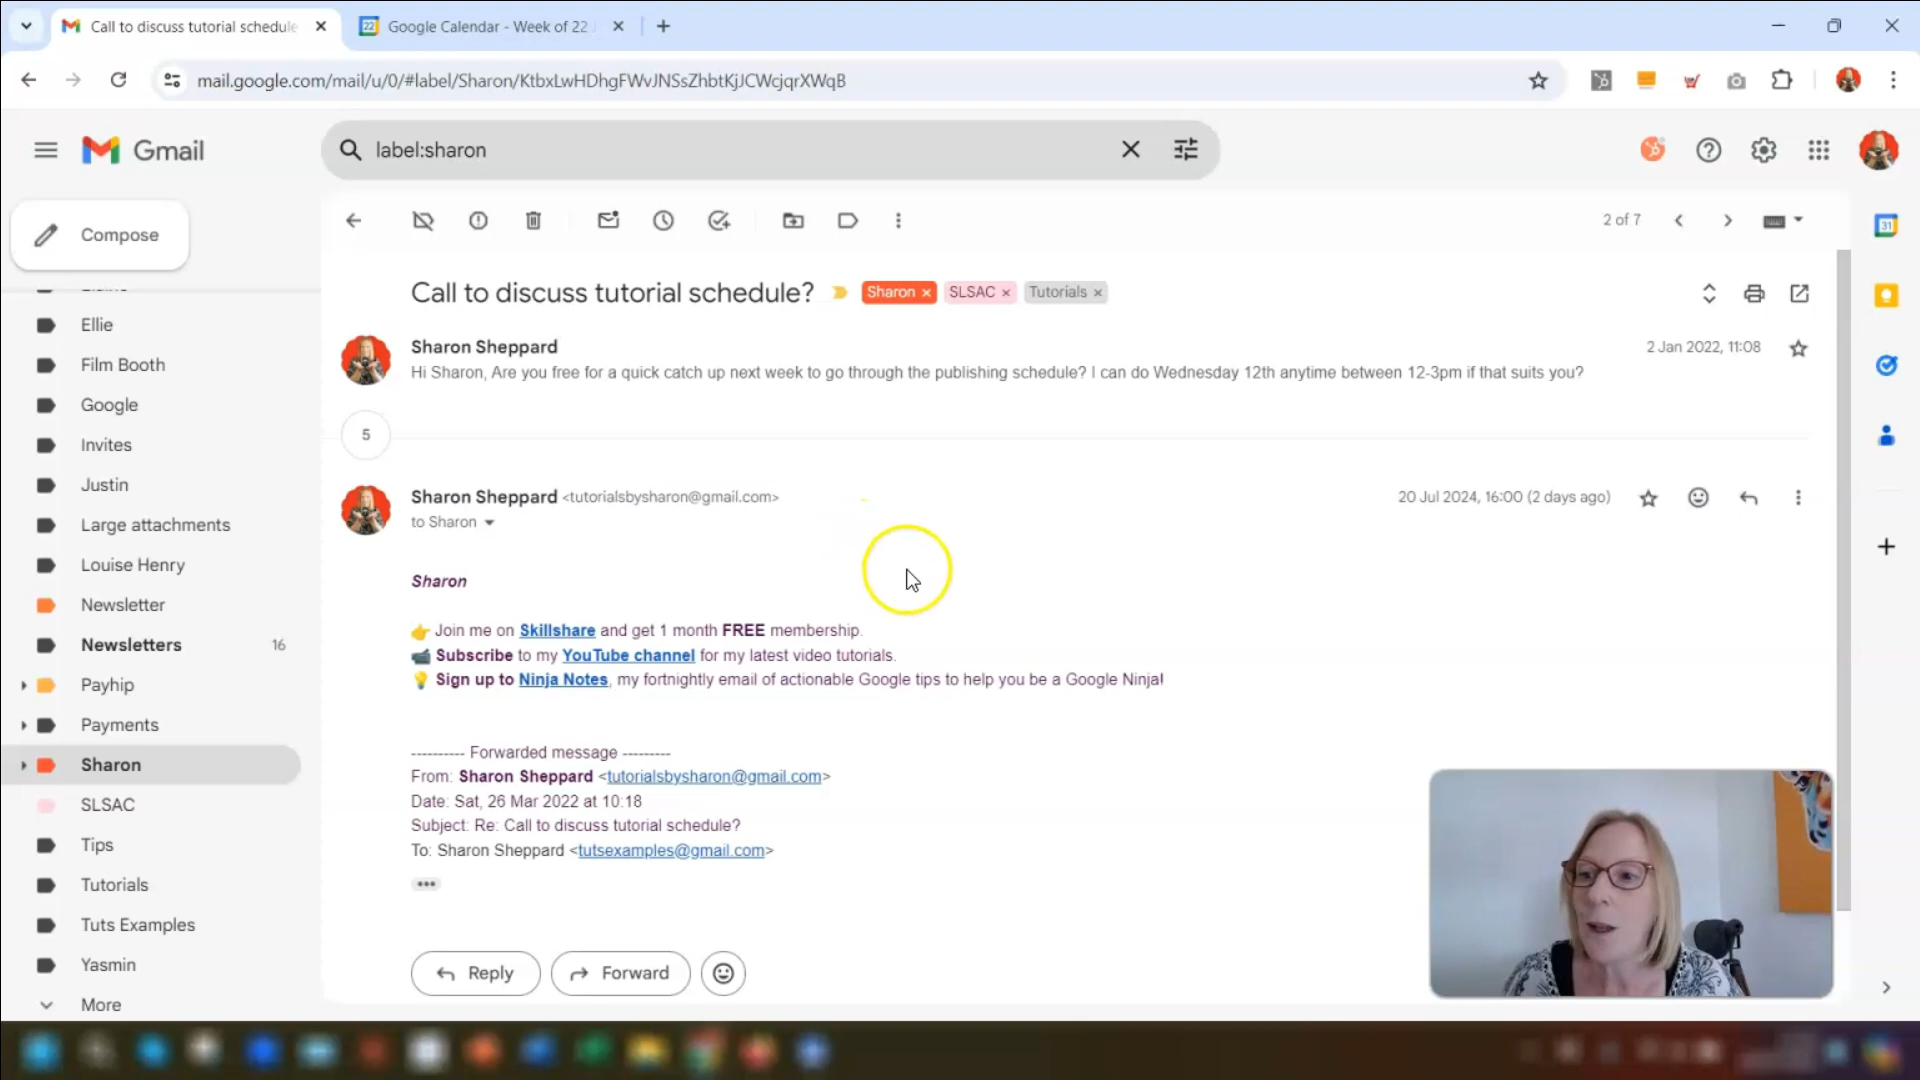 Call to discuss tutorial schedule
Google Calendar - Week of 22
mail.google.com/mail/u/0/#label/Sharon/KtbxLwHDhgFWvJNSsZhbtKjJCWcjqrXWqB
Gmail
label:sharon
Compose
2 of 7
31
Call to discuss tutorial schedule?
Sharon
SLSAC
Tutorials
Sharon Sheppard
2 Jan 2022, 11:08
Hi Sharon, Are you free for a quick catch up next week to go through the publishing schedule? I can do Wednesday 12th anytime between 12-3pm if that suits you?
5
Sharon Sheppard <tutorialsbysharon@gmail.com>
20 Jul 2024, 16:00 (2 days ago)
to Sharon
Sharon
Join me on Skillshare and get 1 month FREE membership.
Subscribe to my YouTube channel for my latest video tutorials.
Sign up to Ninja Notes, my fortnightly email of actionable Google tips to help you be a Google Ninja!
---------- Forwarded message ---------
From: Sharon Sheppard <tutorialsbysharon@gmail.com>
Date: Sat, 26 Mar 2022 at 10:18
Subject: Re: Call to discuss tutorial schedule?
To: Sharon Sheppard <tutsexamples@gmail.com>
Reply
Forward
Ellie
Film Booth
Google
Invites
Justin
Large attachments
Louise Henry
Newsletter
Newsletters 16
Payhip
Payments
Sharon
SLSAC
Tips
Tutorials
Tuts Examples
Yasmin
More